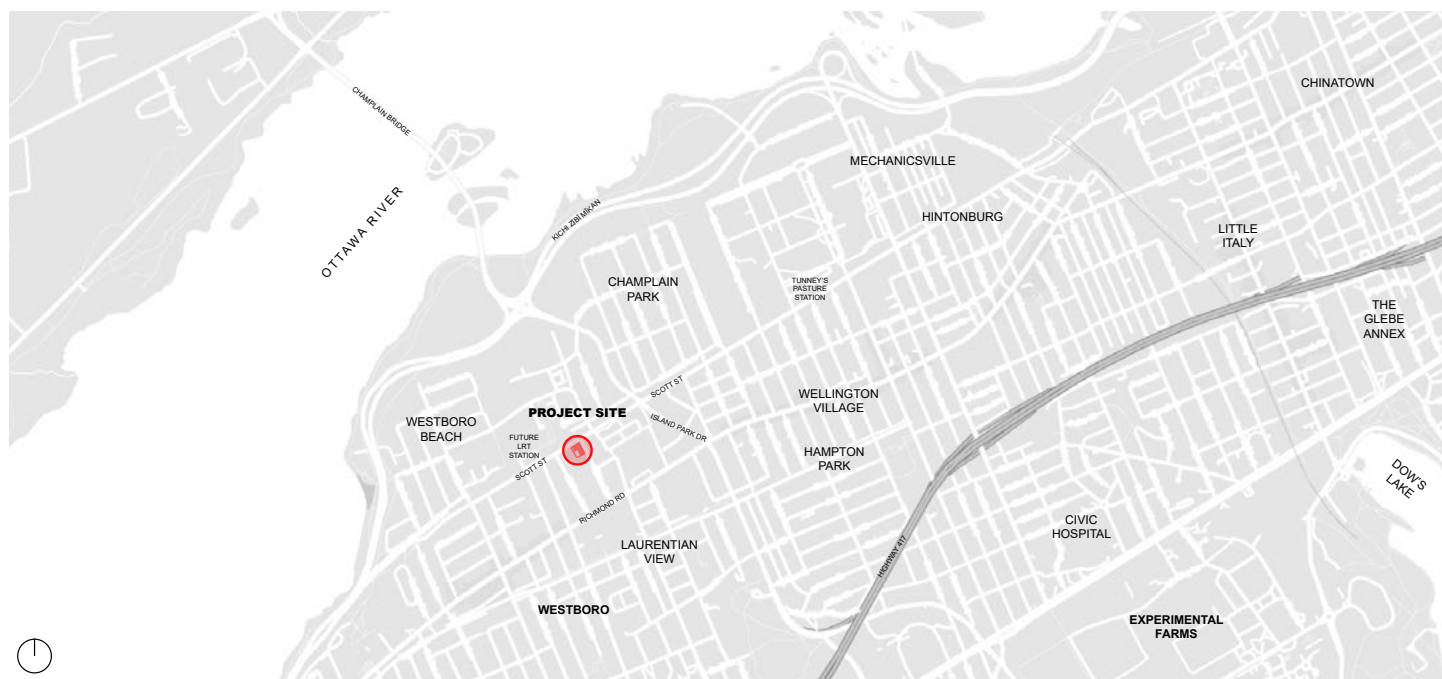 CHINATOWN
CHAMPLAIN BRIDGE
MECHANICSVILLE
OTTAWA RIVER
KICHI ZIBĪ MĪKAN
HINTONBURG
LITTLE
ITALY
CHAMPLAIN
PARK
TUNNEY'S
PASTURE
STATION
THE
GLEBE
ANNEX
SCOTT ST
WELLINGTON
VILLAGE
PROJECT SITE
WESTBORO
BEACH
ISLAND PARK DR
FUTURE
LRT
STATION
SCOTT ST
HAMPTON
PARK
DOW'S
LAKE
RICHMOND RD
CIVIC
HOSPITAL
LAURENTIAN
VIEW
HIGHWAY 417
WESTBORO
EXPERIMENTAL
FARMS